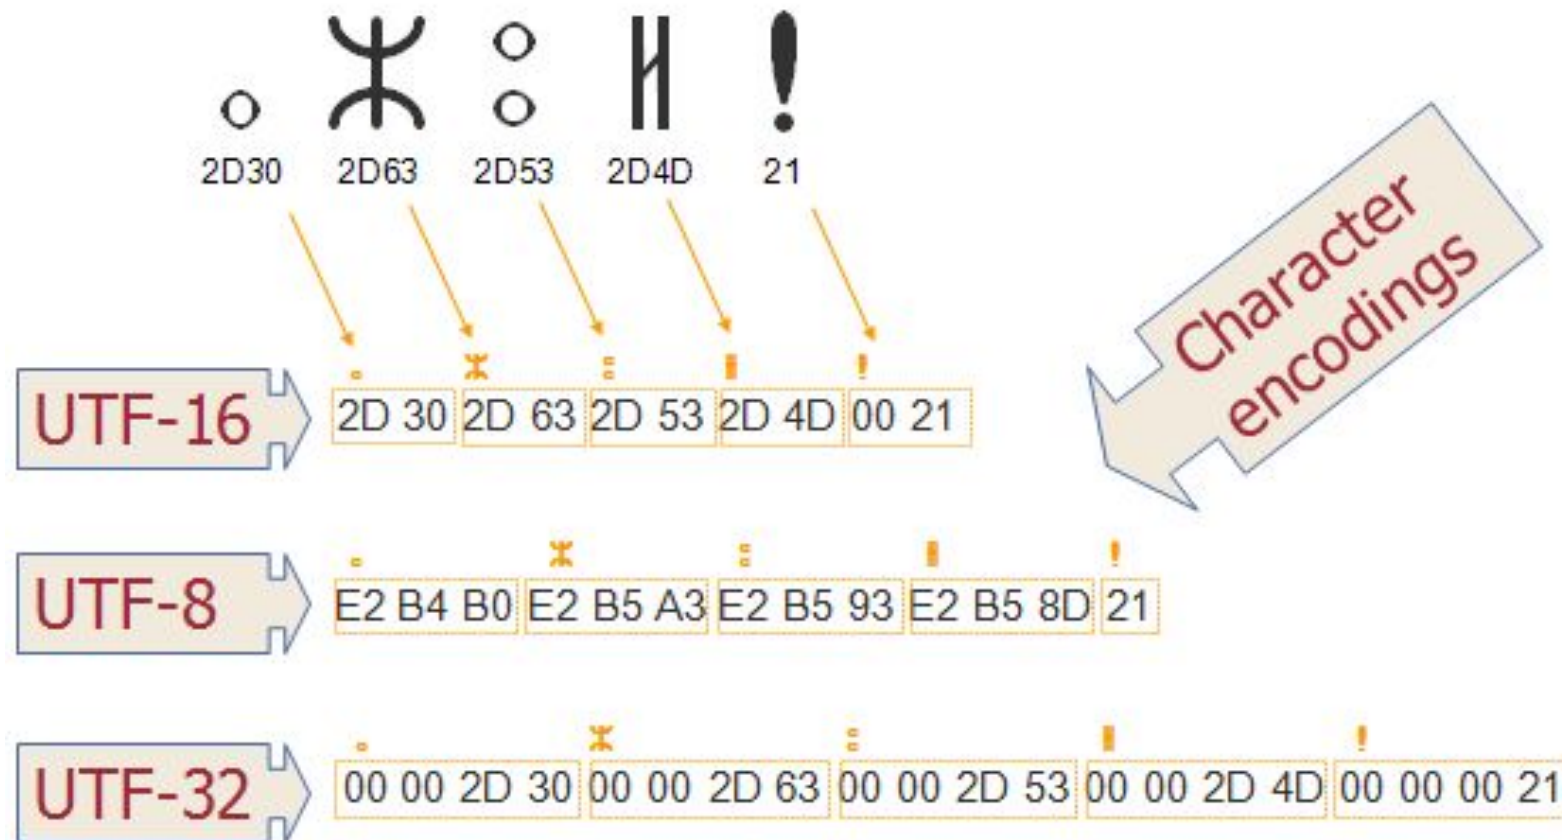 ⴰ ⵣ ⵓ ⵍ !
2D30 2D63 2D53 2D4D 21
Character
encodings
ⴰ ⵣ ⵓ ⵍ !
UTF-16 2D 30 2D 63 2D 53 2D 4D 00 21
ⴰ ⵣ ⵓ ⵍ !
UTF-8 E2 B4 B0 E2 B5 A3 E2 B5 93 E2 B5 8D 21
ⴰ ⵣ ⵓ ⵍ !
UTF-32 00 00 2D 30 00 00 2D 63 00 00 2D 53 00 00 2D 4D 00 00 00 21